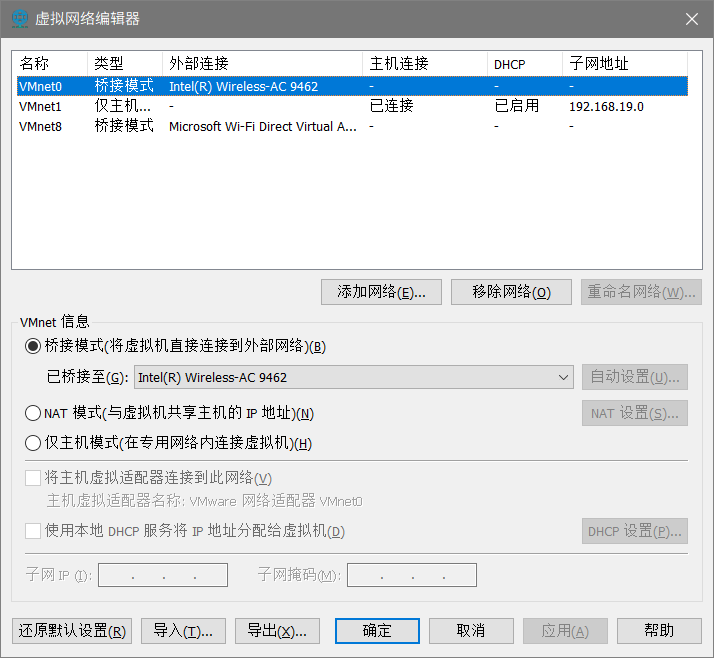 虚拟网络编辑器
名称 类型 外部连接 主机连接 DHCP 子网地址
VMnet0 桥接模式 Intel(R) Wireless-AC 9462 - - -
VMnet1 仅主机... - 已连接 已启用 192.168.19.0
VMnet8 桥接模式 Microsoft Wi-Fi Direct Virtual A... - - -
添加网络(E)... 移除网络(O) 重命名网络(W)...
VMnet 信息
桥接模式(将虚拟机直接连接到外部网络)(B)
已桥接至(G): Intel(R) Wireless-AC 9462 自动设置(U)...
NAT 模式(与虚拟机共享主机的 IP 地址)(N) NAT 设置(S)...
仅主机模式(在专用网络内连接虚拟机)(H)
将主机虚拟适配器连接到此网络(V)
主机虚拟适配器名称: VMware 网络适配器 VMnet0
使用本地 DHCP 服务将 IP 地址分配给虚拟机(D) DHCP 设置(P)...
子网 IP (I): . . . 子网掩码(M): . . .
还原默认设置(R) 导入(T)... 导出(X)... 确定 取消 应用(A) 帮助